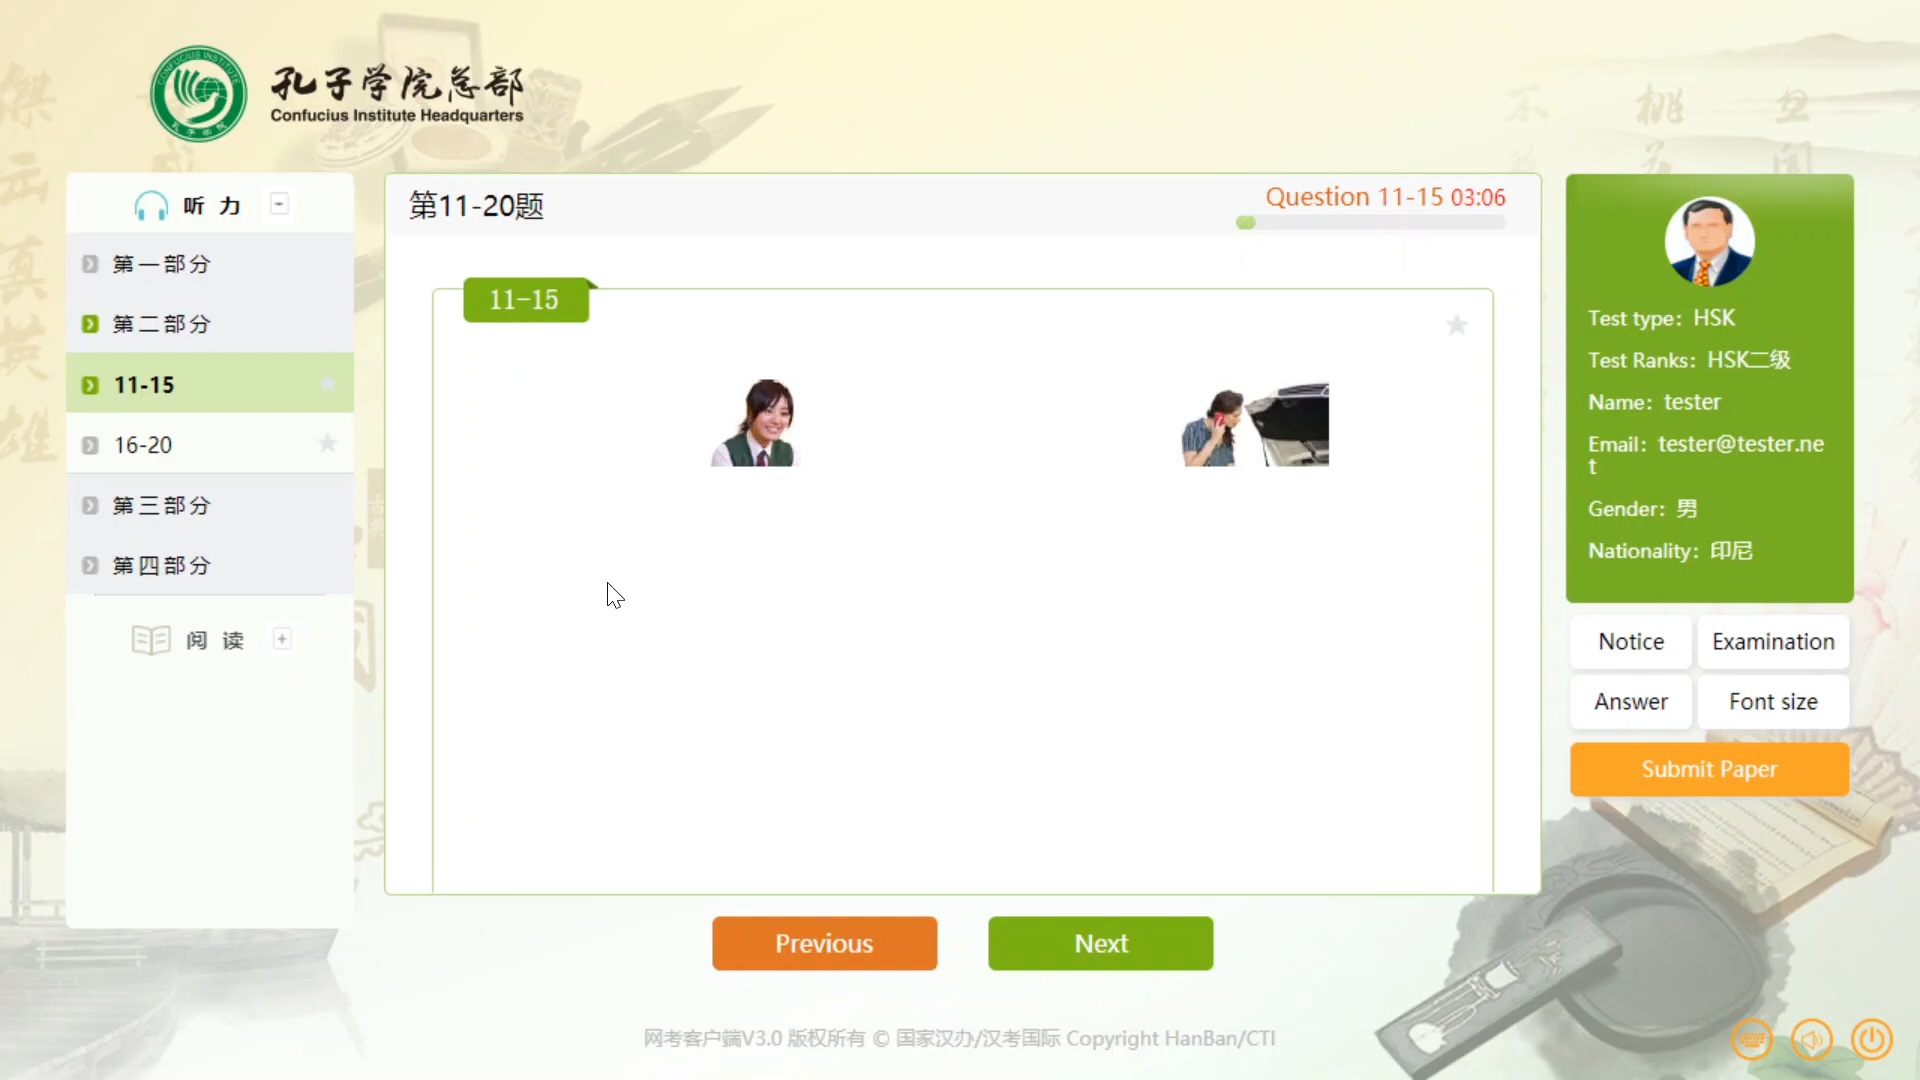 孔子学院总部
Confucius Institute Headquarters
听 力
第一部分
第二部分
11-15
16-20
第三部分
第四部分
阅 读
第11-20题
Question 11-15 03:06
11-15
Test type: HSK
Test Ranks: HSK二级
Name: tester
Email: tester@tester.ne
t
Gender: 男
Nationality: 印尼
Notice
Examination
Answer
Font size
Submit Paper
Previous
Next
网考客户端V3.0 版权所有 © 国家汉办/汉考国际 Copyright HanBan/CTI